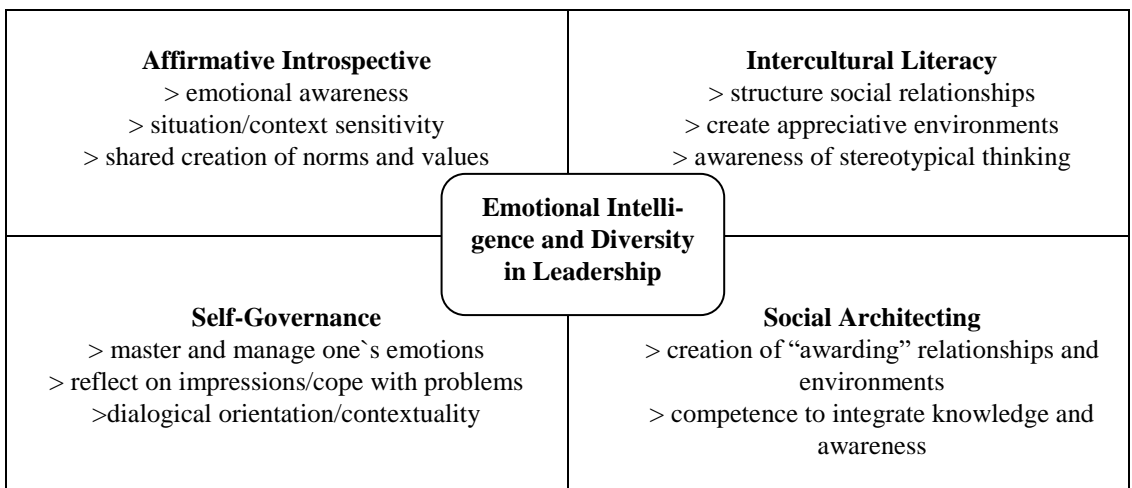 Affirmative Introspective
> emotional awareness
> situation/context sensitivity
> shared creation of norms and values
Intercultural Literacy
> structure social relationships
> create appreciative environments
> awareness of stereotypical thinking
Emotional Intelli-
gence and Diversity
in Leadership
Self-Governance
> master and manage one`s emotions
> reflect on impressions/cope with problems
>dialogical orientation/contextuality
Social Architecting
> creation of “awarding” relationships and
environments
> competence to integrate knowledge and
awareness